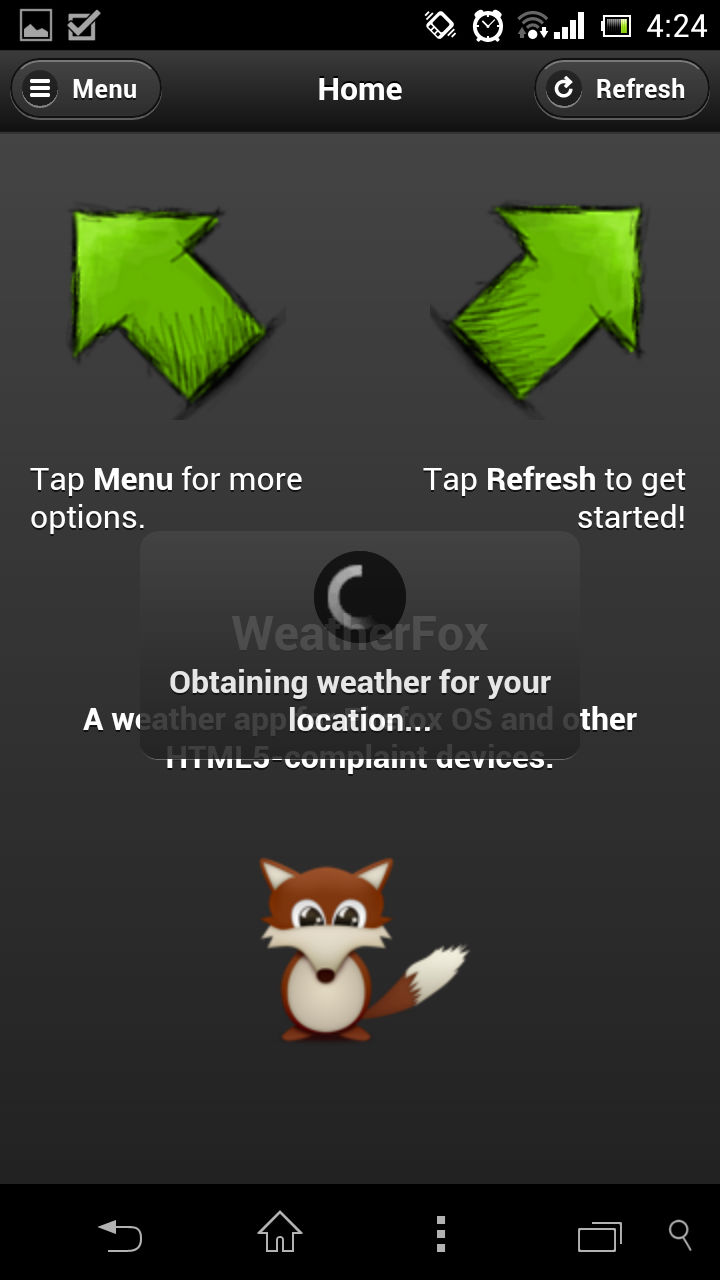 4:24
Menu
Home
Refresh
Tap Menu for more
options.
Tap Refresh to get
started!
WeatherFox
Obtaining weather for your
location...
A weather app for Firefox OS and other
HTML5-complaint devices.